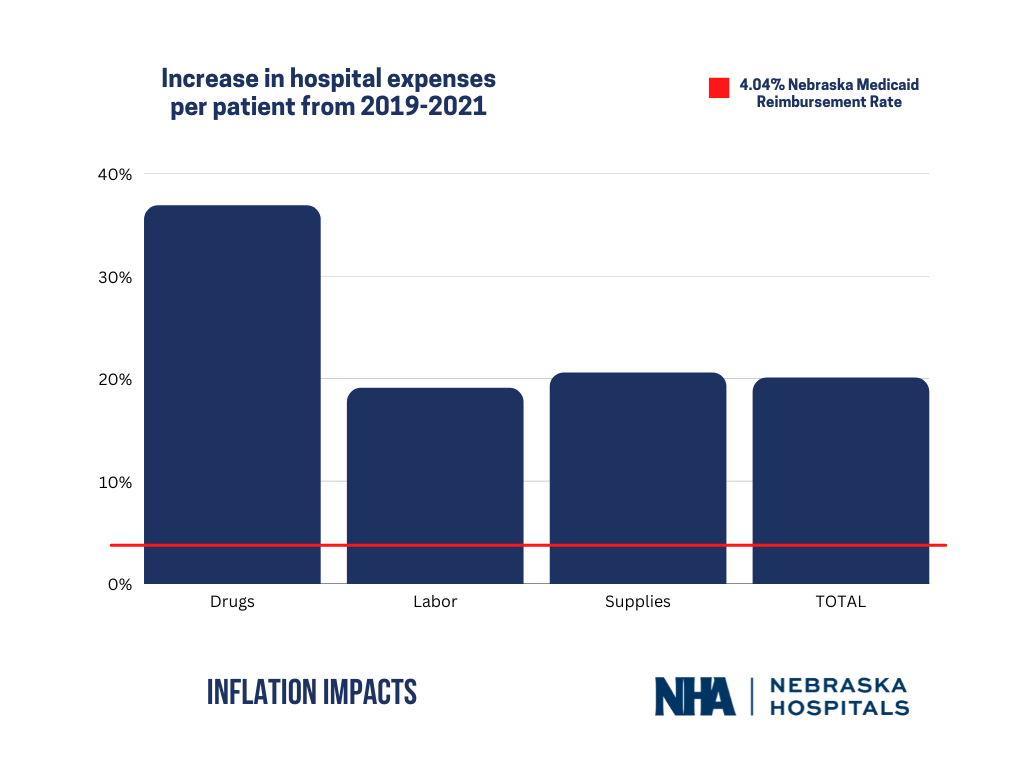 Increase in hospital expenses
per patient from 2019-2021
4.04% Nebraska Medicaid
Reimbursement Rate
40%
30%
20%
10%
0%
Drugs
Labor
Supplies
TOTAL
INFLATION IMPACTS
NHA
NEBRASKA
HOSPITALS